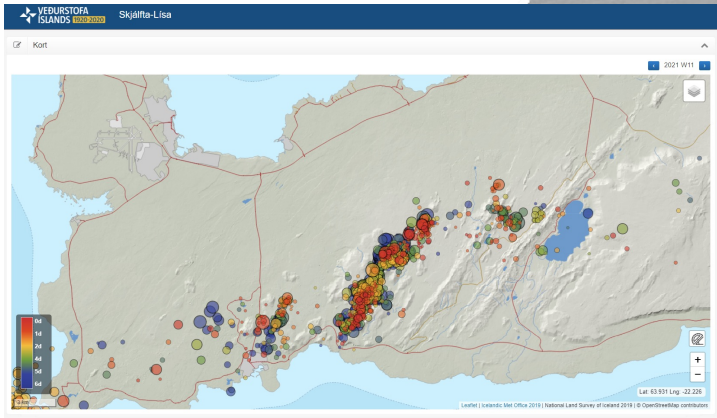 VEÐURSTOFA
ÍSLANDS 1920-2020
Skjálfta-Lísa
Kort
2021 W11
0d
1d
2d
4d
5d
6d
+
−
Lat: 63.931 Lng: -22.226
Leaflet | Icelandic Met Office 2019 | National Land Survey of Iceland 2019 | © OpenStreetMap contributors